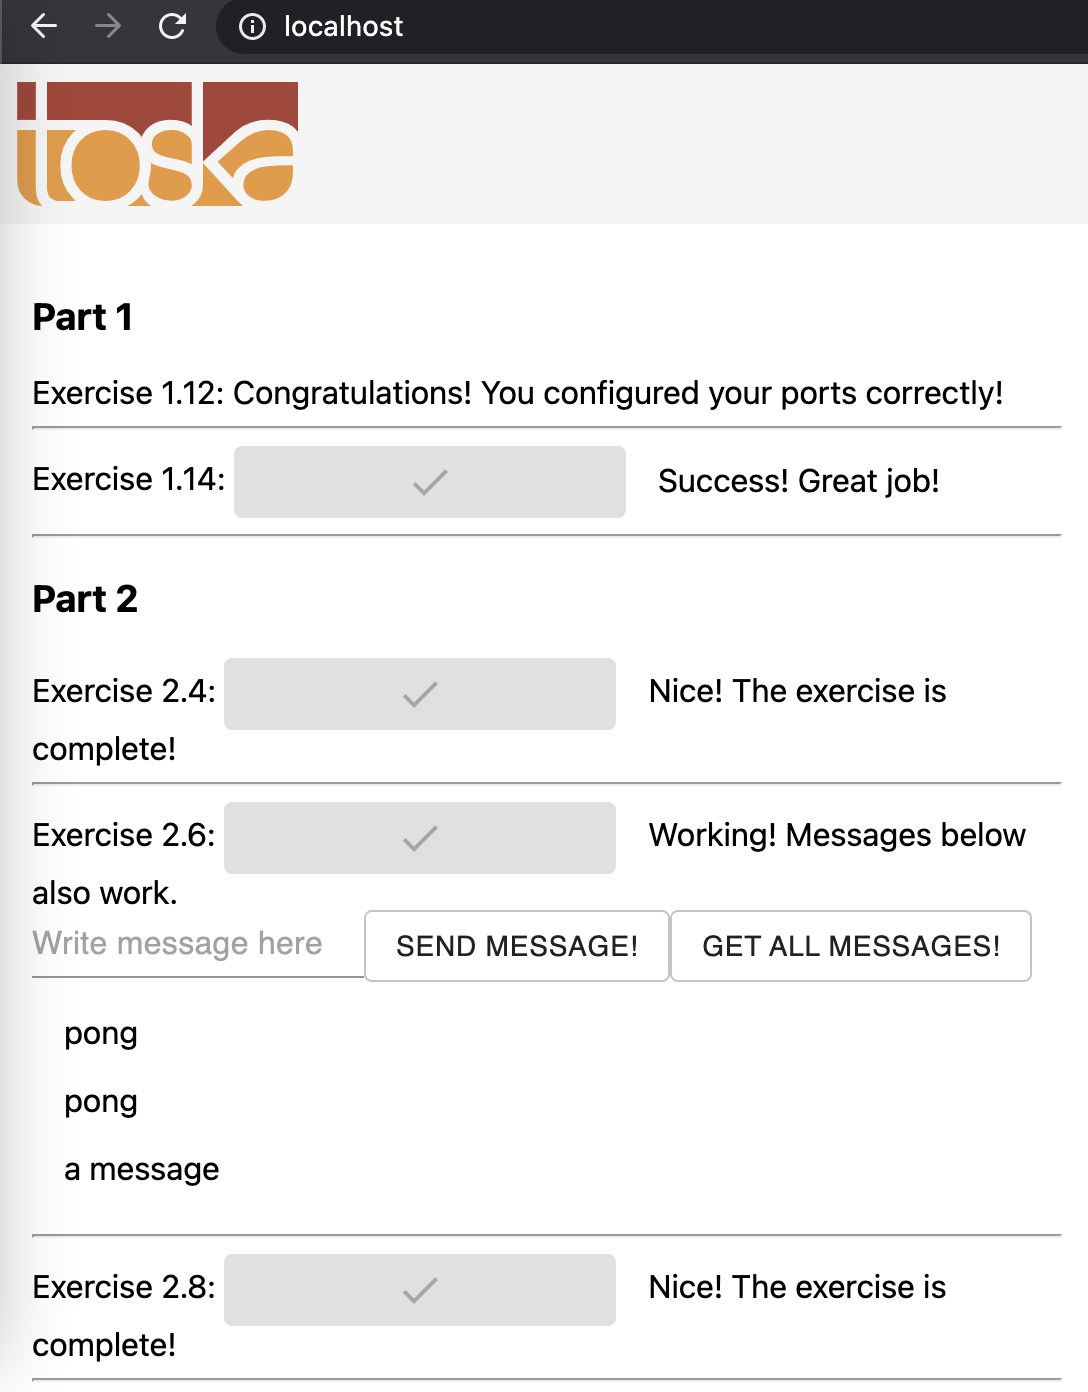 localhost
toska
Part 1
Exercise 1.12: Congratulations! You configured your ports correctly!
Exercise 1.14: Success! Great job!
Part 2
Exercise 2.4: Nice! The exercise is
complete!
Exercise 2.6: Working! Messages below
also work.
Write message here SEND MESSAGE! GET ALL MESSAGES!
pong
pong
a message
Exercise 2.8: Nice! The exercise is
complete!